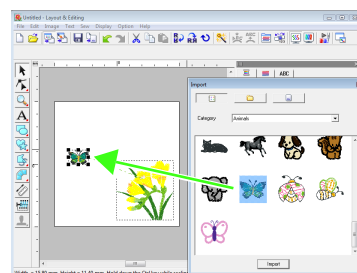 Untitled - Layout & Editing
File Edit Image Text Sew Display Option Help
ABC
Import
Category
Animals
Import